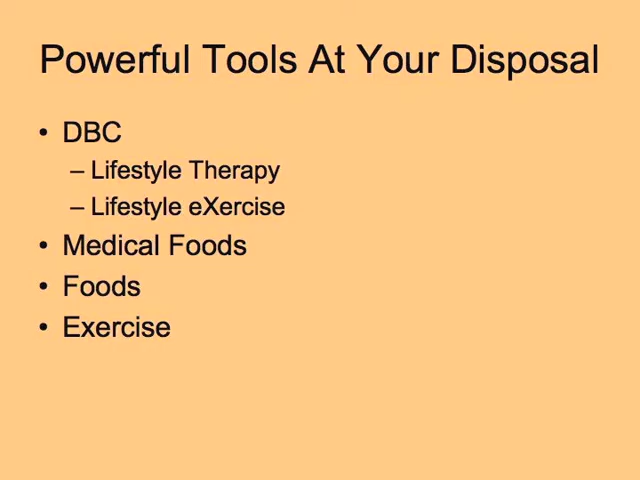 Powerful Tools At Your Disposal
• DBC
– Lifestyle Therapy
– Lifestyle eXercise
• Medical Foods
• Foods
• Exercise